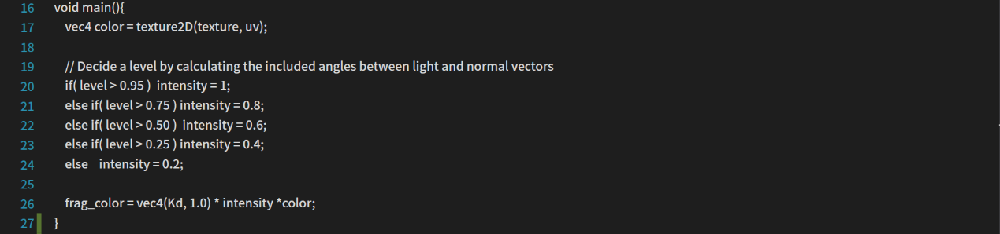 16 void main(){
17 vec4 color = texture2D(texture, uv);
18
19 // Decide a level by calculating the included angles between light and normal vectors
20 if( level > 0.95 ) intensity = 1;
21 else if( level > 0.75 ) intensity = 0.8;
22 else if( level > 0.50 ) intensity = 0.6;
23 else if( level > 0.25 ) intensity = 0.4;
24 else intensity = 0.2;
25
26 frag_color = vec4(Kd, 1.0) * intensity *color;
27 }